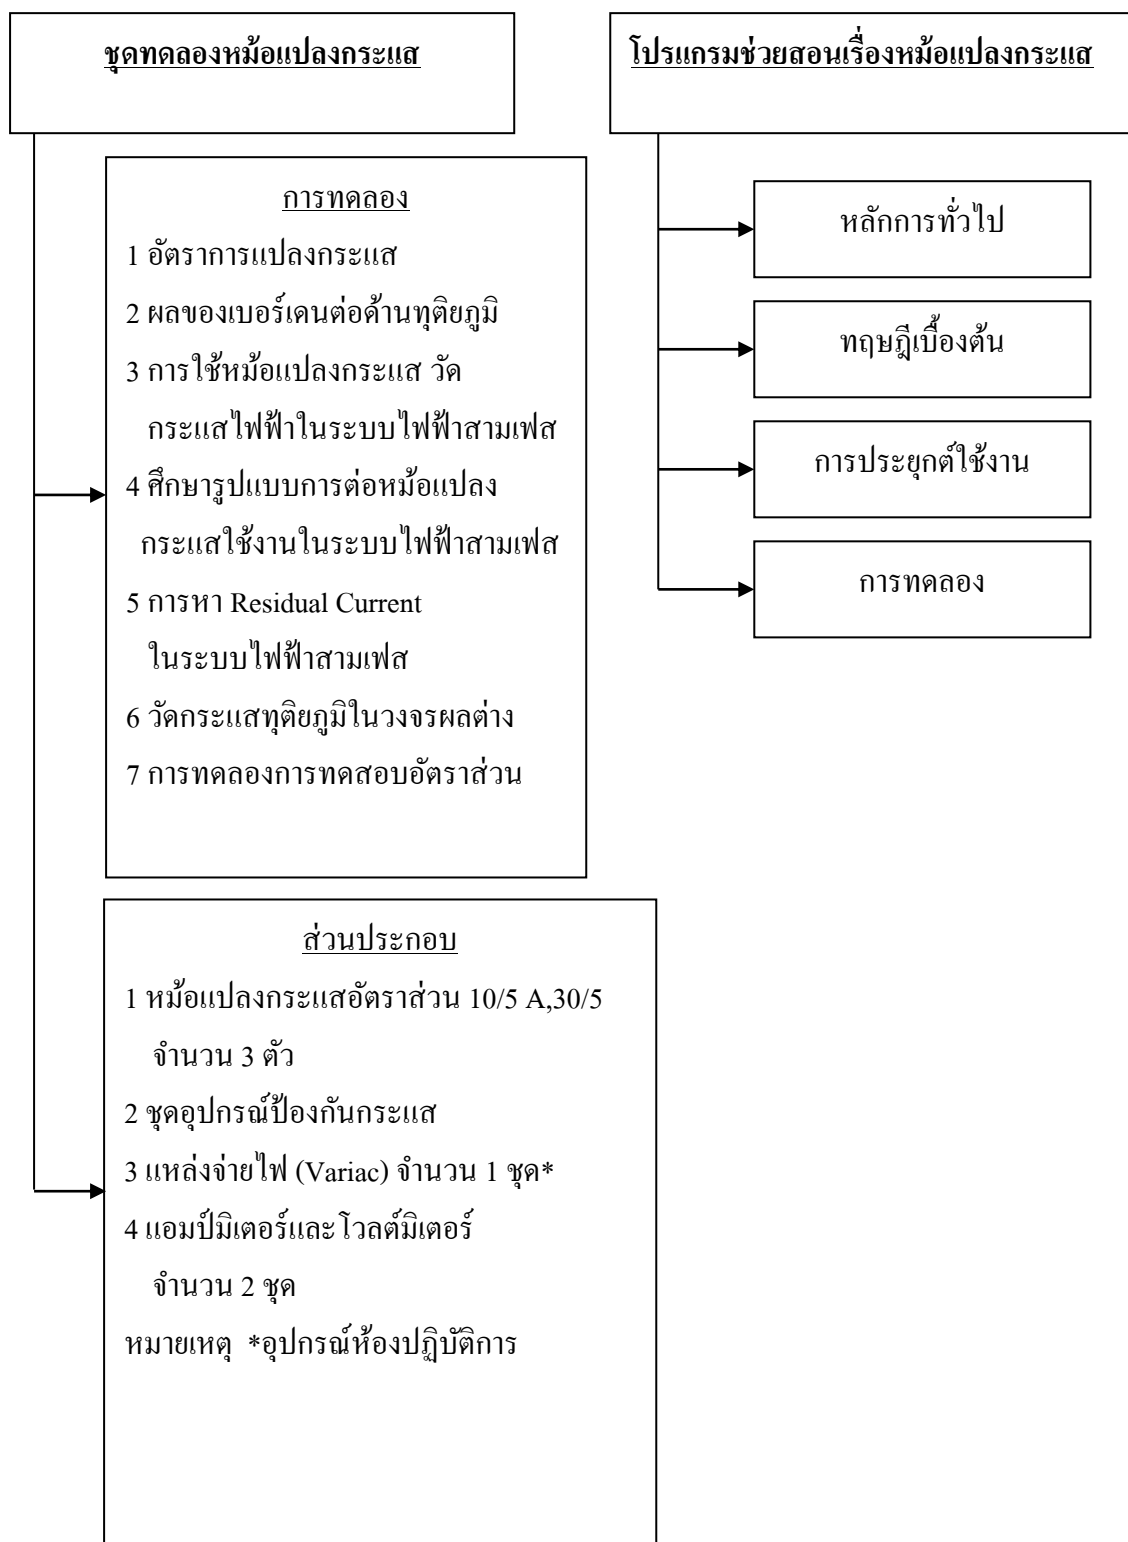 ชุดทดลองหม้อแปลงกระแส
การทดลอง
1 อัตราการแปลงกระแส
2 ผลของเบอร์เดนต่อด้านทุติยภูมิ
3 การใช้หม้อแปลงกระแส วัด
กระแสไฟฟ้าในระบบไฟฟ้าสามเฟส
4 ศึกษารูปแบบการต่อหม้อแปลง
กระแสใช้งานในระบบไฟฟ้าสามเฟส
5 การหา Residual Current
ในระบบไฟฟ้าสามเฟส
6 วัดกระแสทุติยภูมิในวงจรผลต่าง
7 การทดลองการทดสอบอัตราส่วน
ส่วนประกอบ
1 หม้อแปลงกระแสอัตราส่วน 10/5 A,30/5
จำนวน 3 ตัว
2 ชุดอุปกรณ์ป้องกันกระแส
3 แหล่งจ่ายไฟ (Variac) จำนวน 1 ชุด*
4 แอมป์มิเตอร์และโวลต์มิเตอร์
จำนวน 2 ชุด
หมายเหตุ *อุปกรณ์ห้องปฏิบัติการ
โปรแกรมช่วยสอนเรื่องหม้อแปลงกระแส
หลักการทั่วไป
ทฤษฎีเบื้องต้น
การประยุกต์ใช้งาน
การทดลอง